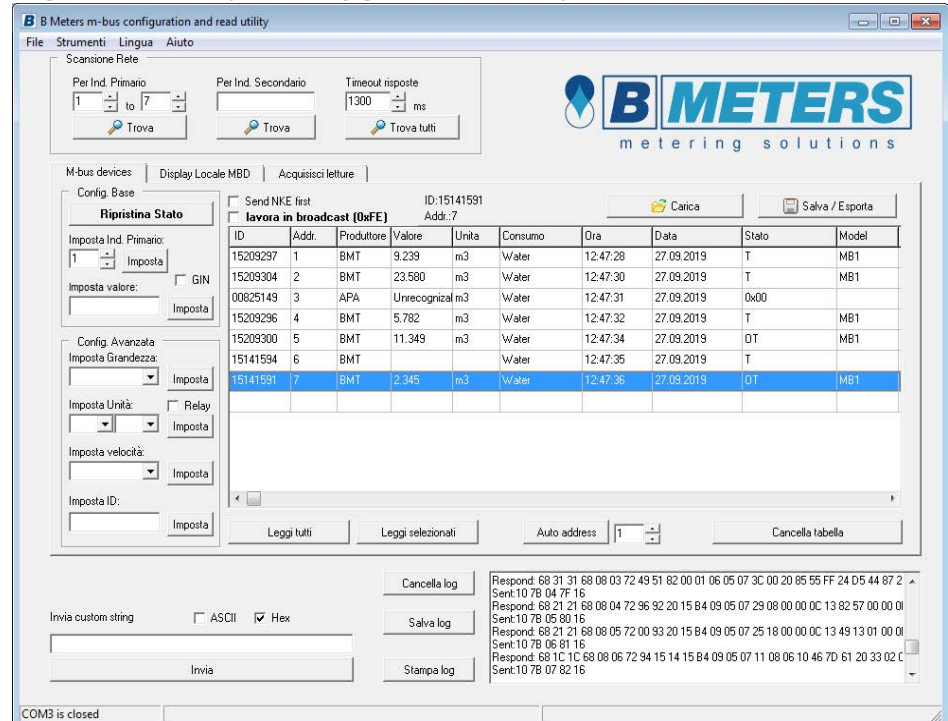 B B Meters m-bus configuration and read utility
File Strumenti Lingua Aiuto
Scansione Rete
Per Ind. Primario Per Ind. Secondario Timeout risposte
1 to 7 1300 ms
Trova Trova Trova tutti
B METERS
metering solutions
M-bus devices Display Locale MBD Acquisisci letture
Config. Base
Ripristina Stato
Imposta Ind. Primario:
1 Imposta
GIN
Imposta valore:
Imposta
Config. Avanzata
Imposta Grandezza:
Imposta
Imposta Unità: Relay
Imposta
Imposta velocità:
Imposta
Imposta ID:
Imposta
Send NKE first ID:15141591
lavora in broadcast (0xFE) Addr.:7
Carica Salva / Esporta
ID Addr. Produttore Valore Unita Consumo Ora Data Stato Model
15209297 1 BMT 9.239 m3 Water 12:47:28 27.09.2019 T MB1
15209304 2 BMT 23.580 m3 Water 12:47:30 27.09.2019 T MB1
00825149 3 APA Unrecognizal m3 Water 12:47:31 27.09.2019 0x00
15209296 4 BMT 5.782 m3 Water 12:47:32 27.09.2019 T MB1
15209300 5 BMT 11.349 m3 Water 12:47:34 27.09.2019 OT MB1
15141594 6 BMT Water 12:47:35 27.09.2019 T
15141591 7 BMT 2.345 m3 Water 12:47:36 27.09.2019 OT MB1
Leggi tutti Leggi selezionati Auto address 1 Cancella tabella
Cancella log
Salva log
Stampa log
Invia custom string ASCII Hex
Invia
Respond: 68 31 31 68 08 03 72 49 51 82 00 01 06 05 07 3C 00 20 85 55 FF 24 D5 44 87 2
Sent:10 7B 04 7F 16
Respond: 68 21 21 68 08 04 72 96 92 20 15 B4 09 05 07 29 08 00 00 0C 13 82 57 00 00
Sent:10 7B 05 80 16
Respond: 68 21 21 68 08 05 72 00 93 20 15 B4 09 05 07 25 18 00 00 0C 13 49 13 01 00
Sent:10 7B 06 81 16
Respond: 68 1C 1C 68 08 06 72 94 15 14 15 B4 09 05 07 11 08 06 10 46 7D 61 20 33 02
Sent:10 7B 07 82 16
COM3 is closed